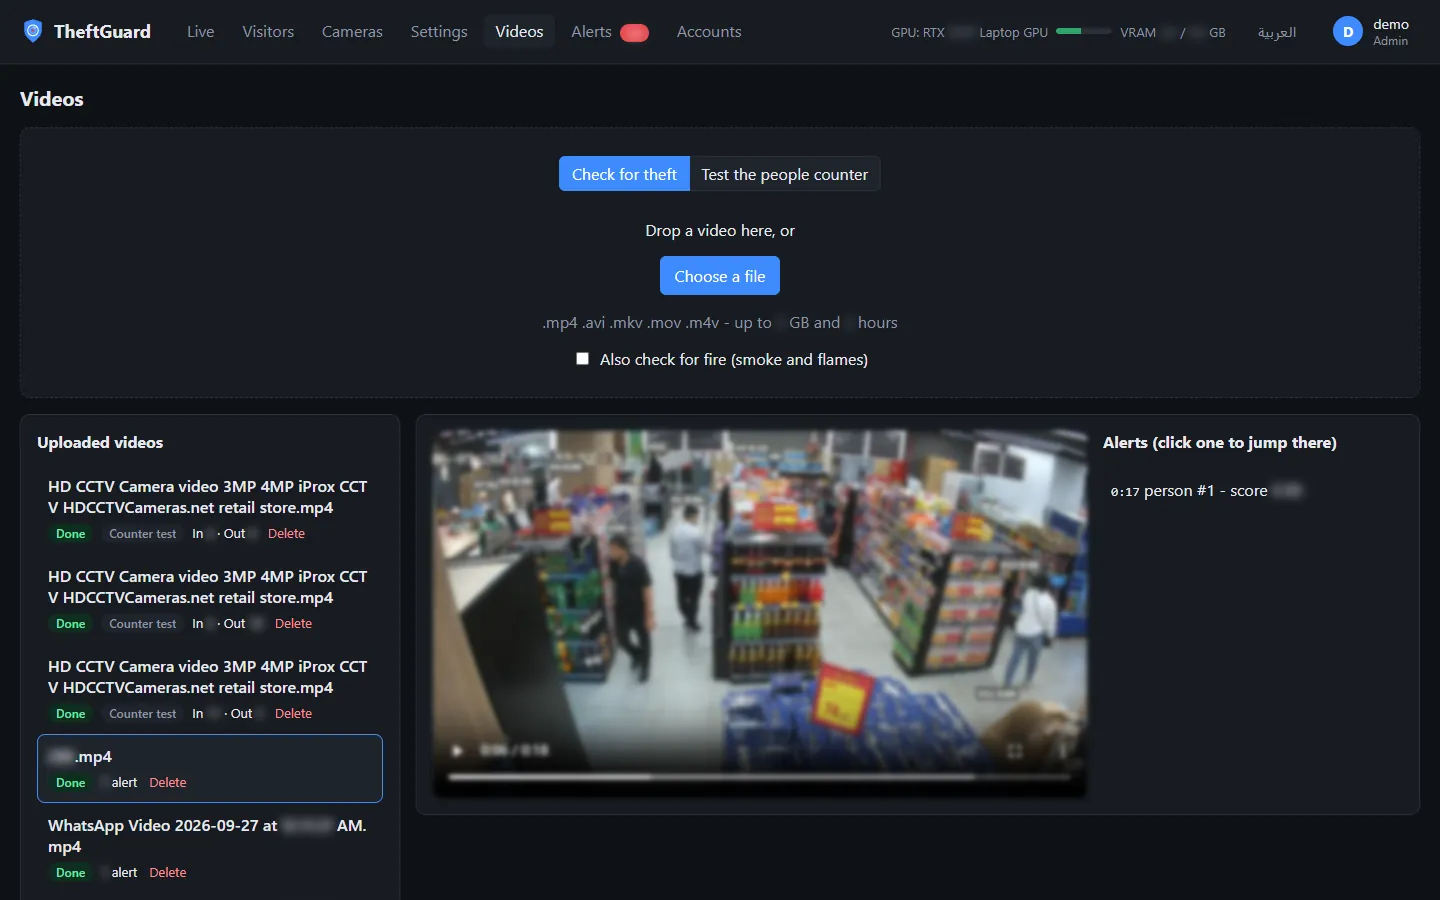 TheftGuard
Live
Visitors
Cameras
Settings
Videos
Alerts
Accounts
GPU: RTX Laptop GPU
VRAM / GB
العربية
D
demo
Admin
Videos
Check for theft
Test the people counter
Drop a video here, or
Choose a file
.mp4 .avi .mkv .mov .m4v - up to GB and hours
Also check for fire (smoke and flames)
Uploaded videos
HD CCTV Camera video 3MP 4MP iProx CCT
V HDCCTVCameras.net retail store.mp4
Done Counter test In · Out Delete
HD CCTV Camera video 3MP 4MP iProx CCT
V HDCCTVCameras.net retail store.mp4
Done Counter test In · Out Delete
HD CCTV Camera video 3MP 4MP iProx CCT
V HDCCTVCameras.net retail store.mp4
Done Counter test In · Out Delete
.mp4
Done alert Delete
WhatsApp Video 2026-09-27 at AM.
mp4
Done alert Delete
Alerts (click one to jump there)
0:17 person #1 - score